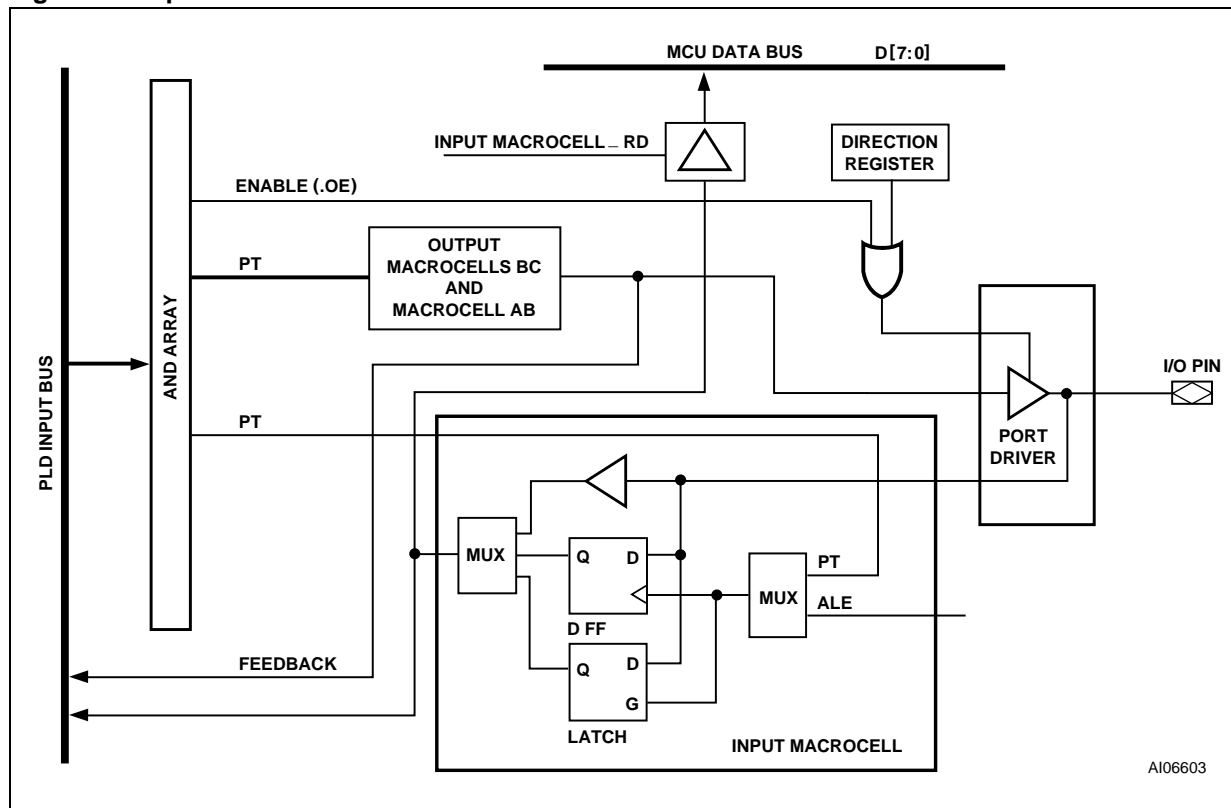 MCU DATA BUS D[7:0]
INPUT MACROCELL_ RD
DIRECTION
REGISTER
ENABLE (.OE)
PT
OUTPUT
MACROCELLS BC
AND
MACROCELL AB
AND ARRAY
PLD INPUT BUS
I/O PIN
PORT
DRIVER
PT
MUX
Q D
D FF
MUX
PT
ALE
Q D
G
LATCH
FEEDBACK
INPUT MACROCELL
AI06603